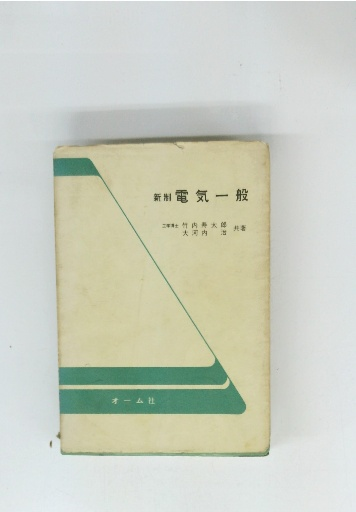 新制 電気一般
工学博士 竹内寿太郎
大河内 治 共著
オーム社